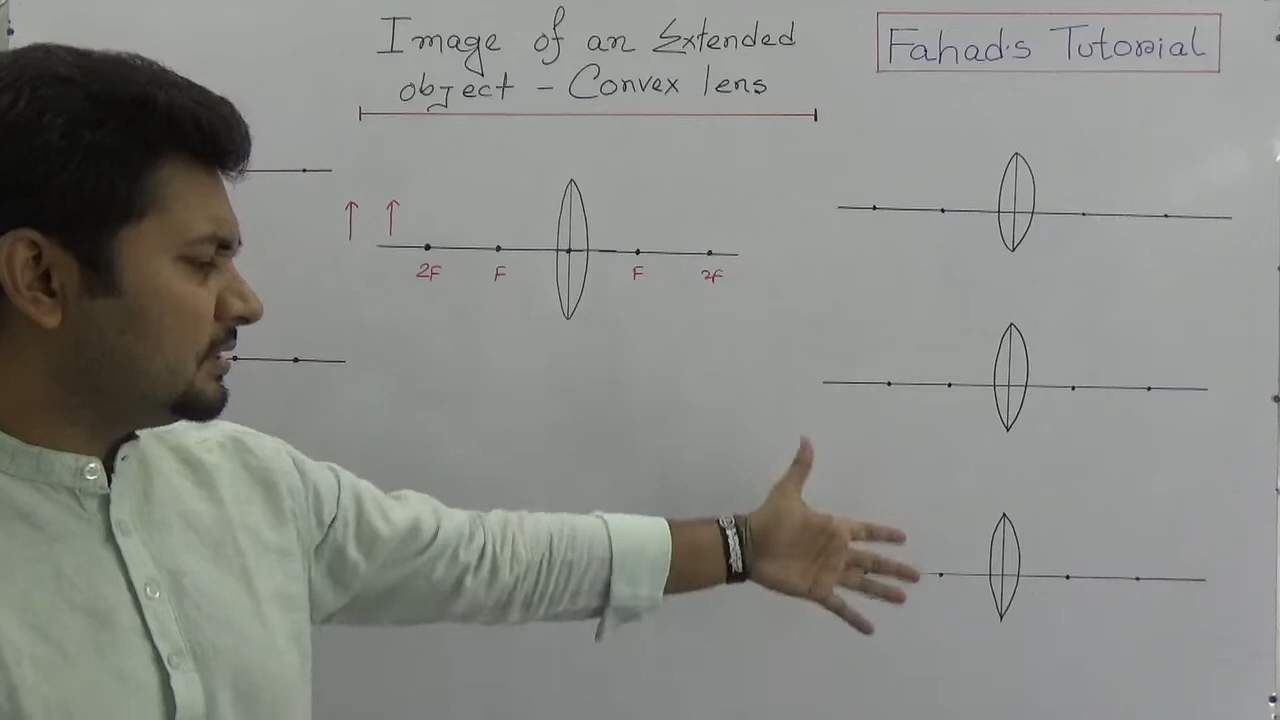 Image of an Extended
object - Convex lens
Fahad's Tutorial
2F F F 2F